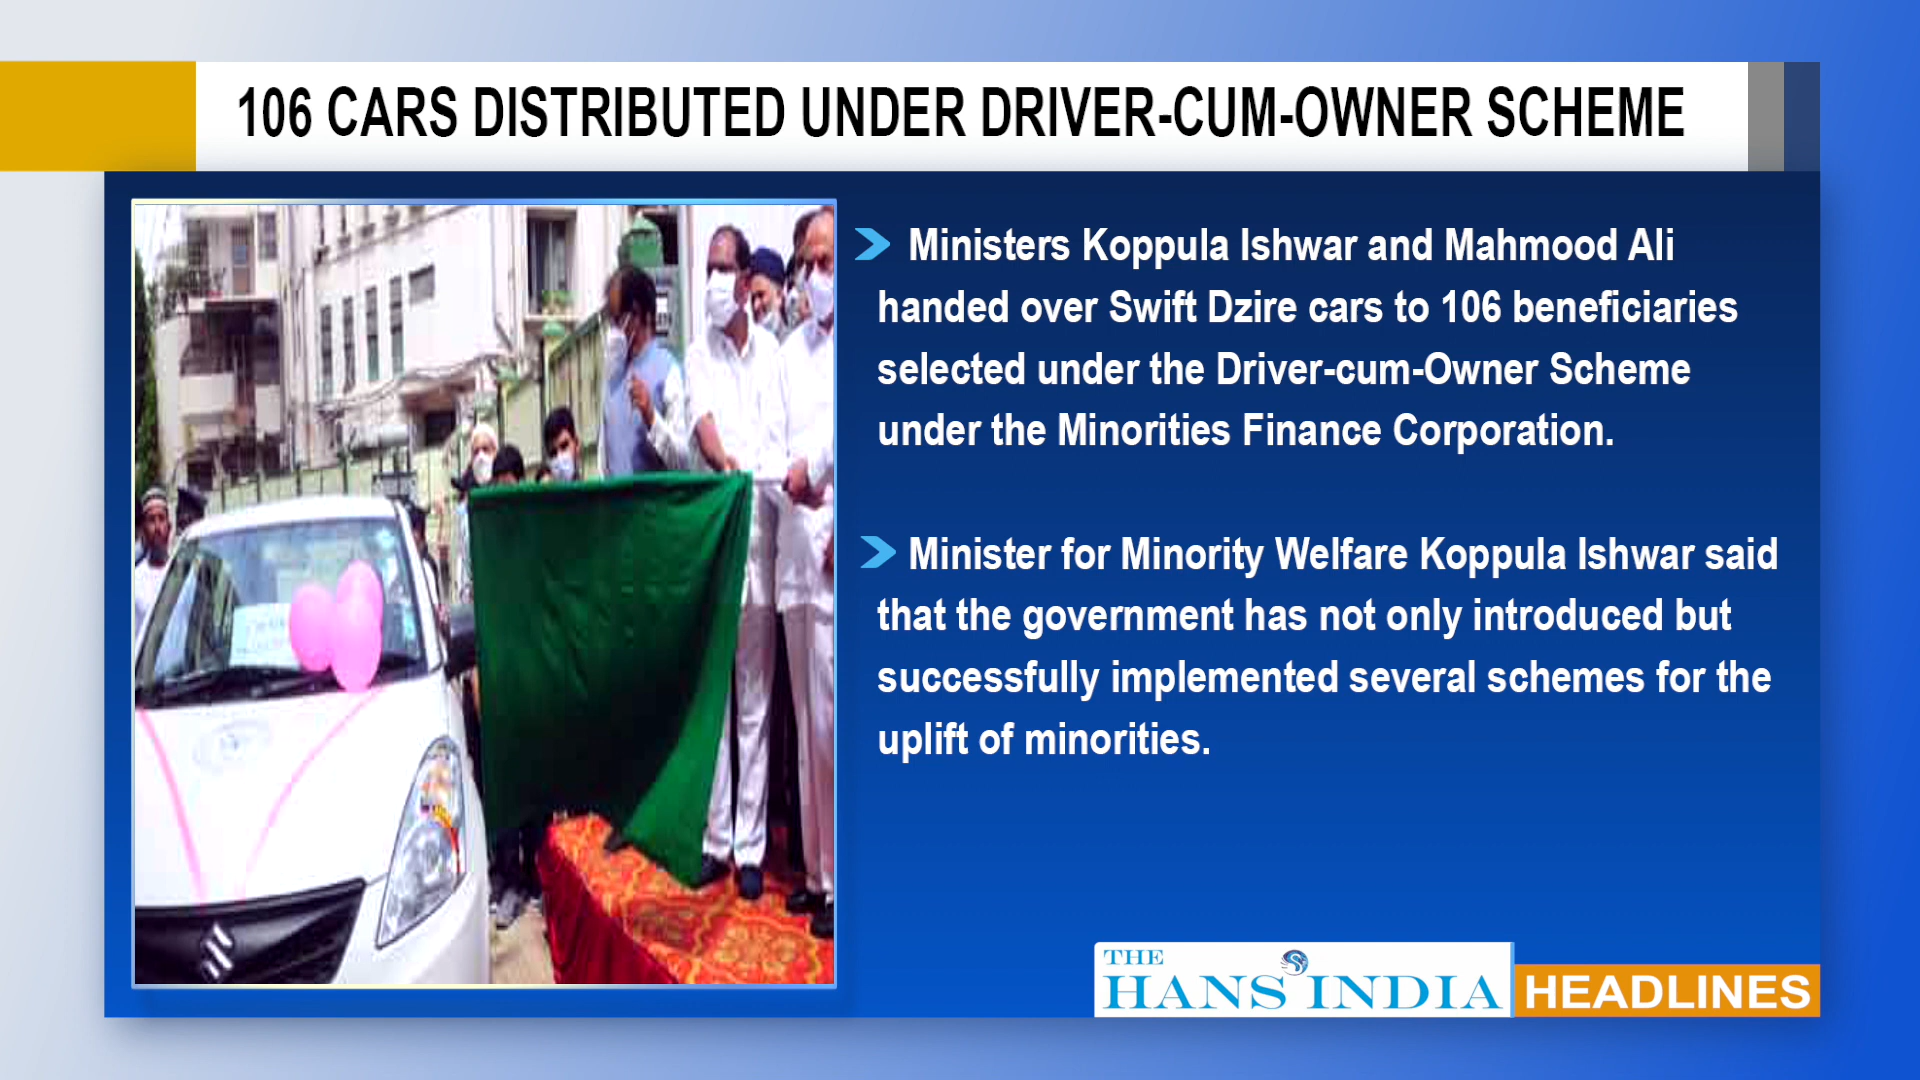 106 CARS DISTRIBUTED UNDER DRIVER-CUM-OWNER SCHEME
Ministers Koppula Ishwar and Mahmood Ali
handed over Swift Dzire cars to 106 beneficiaries
selected under the Driver-cum-Owner Scheme
under the Minorities Finance Corporation.
Minister for Minority Welfare Koppula Ishwar said
that the government has not only introduced but
successfully implemented several schemes for the
uplift of minorities.
THE
HANS INDIA
HEADLINES